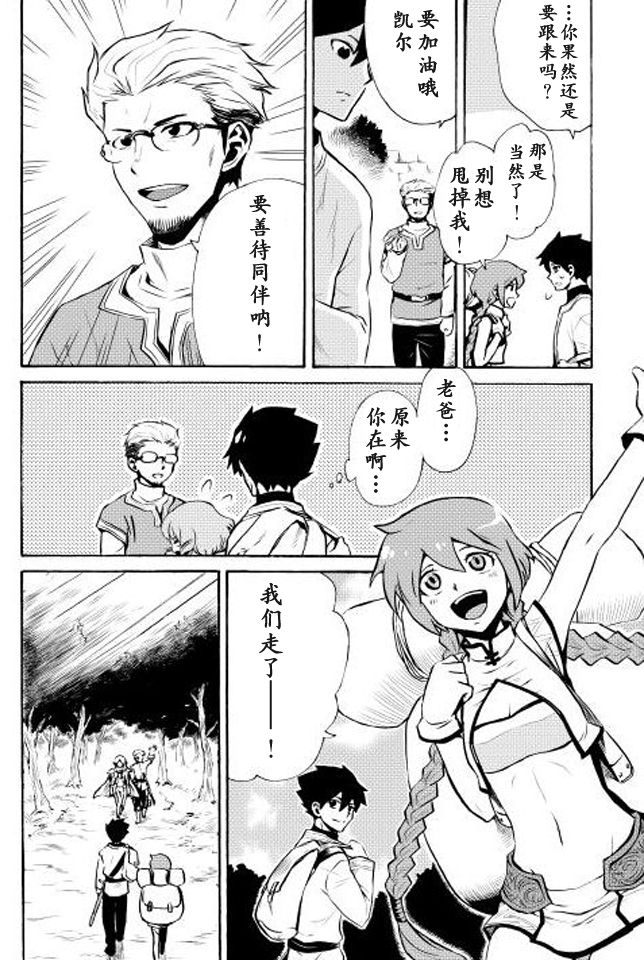 …你果然还是
要跟来吗？
那是
当然了！
别想
甩掉我！
要加油哦
凯尔
要善待同伴呐！
老爸…
原来
你在啊…
我们走了——！